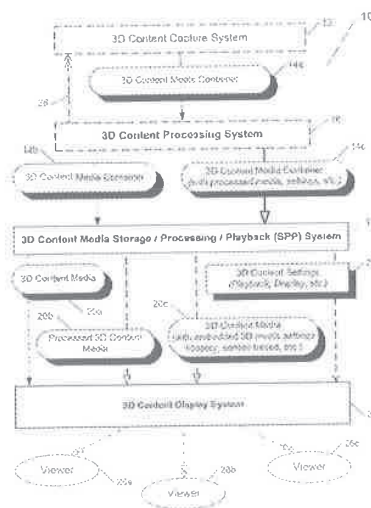 3D Content Capture System
12
10
3D Content Media Container
14a
28
3D Content Processing System
16
14b
3D Content Media Container
14c
3D Content Media Container
(with processed media, settings, etc.)
3D Content Media Storage / Processing / Playback (SPP) System
3D Content Media
20a
20b
Processed 3D Content
Media
20c
3D Content Settings
(Playback, Display, etc.)
3D Content Media
(with embedded 3D
3D Content Display System
Viewer
26a
Viewer
26b
Viewer
26c